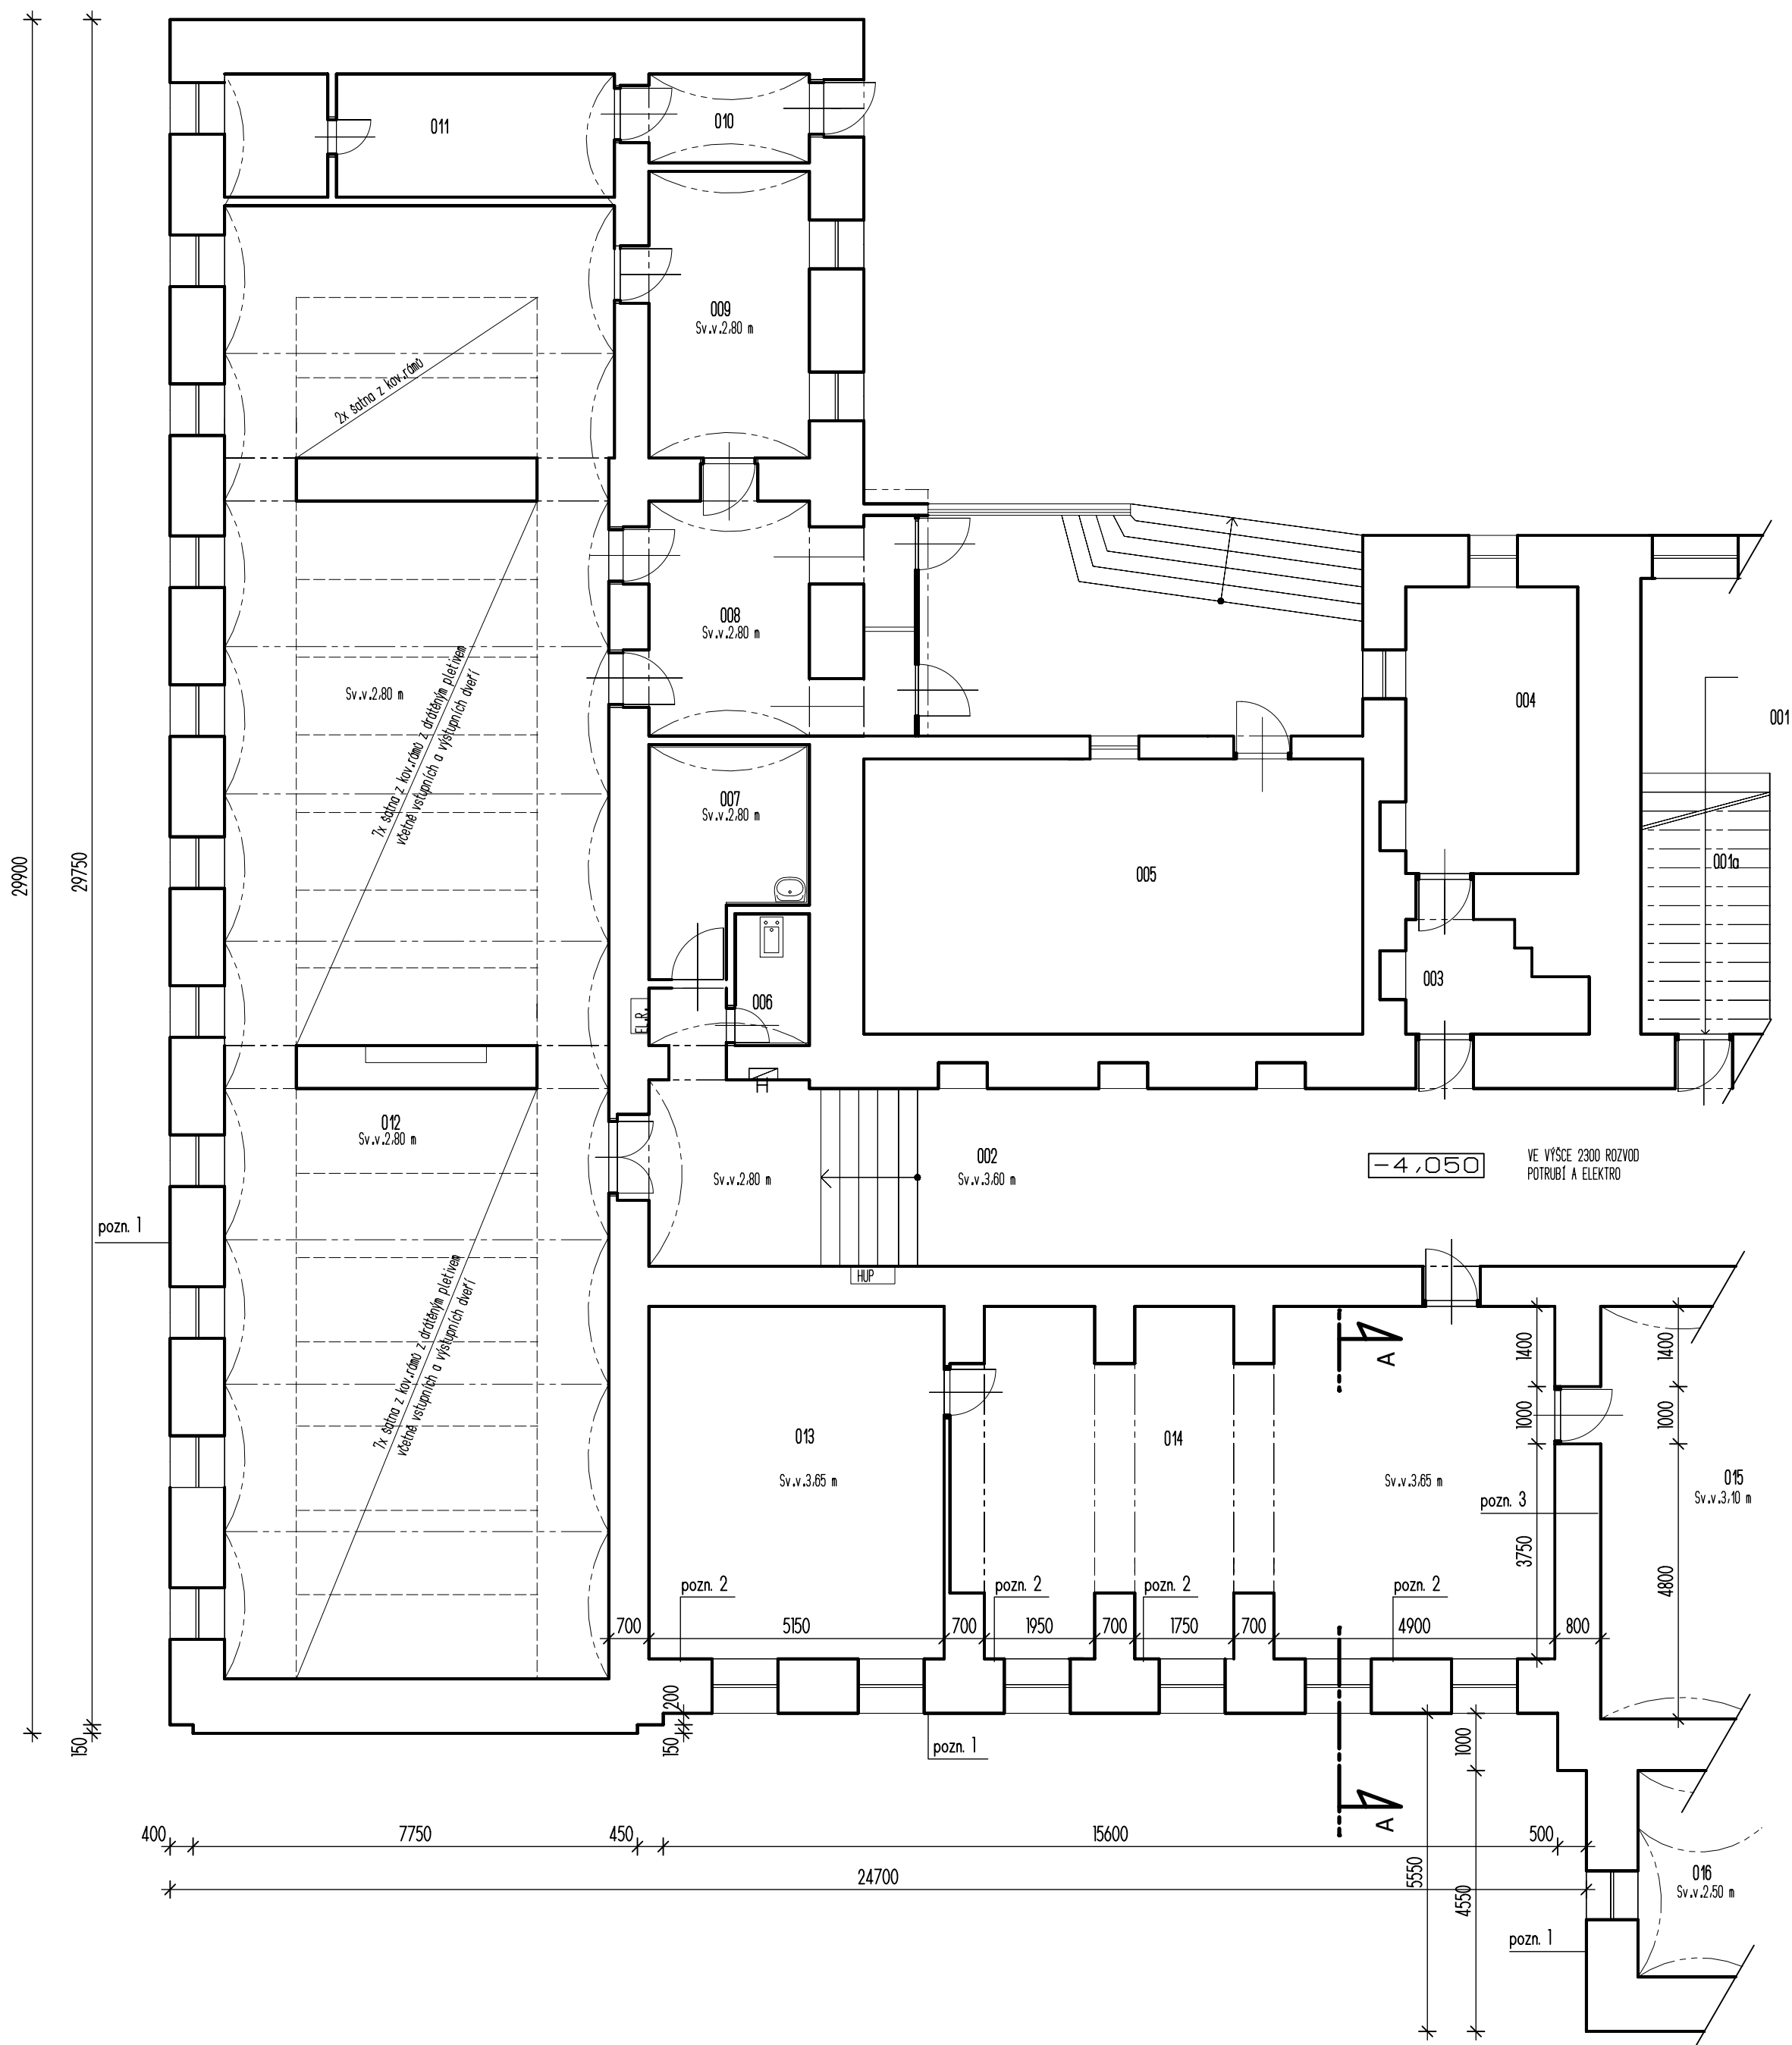 011
010
009
Sv.v.2,80 m
2x šatna z kov.rámů
008
Sv.v.2,80 m
Sv.v.2,80 m
7x šatna z kov.rámů z drátěným pletivem
včetně vstupních a výstupních dveří
004
001
007
Sv.v.2,80 m
005
001a
29900
29750
003
006
EL.R.
H
012
Sv.v.2,80 m
Sv.v.2,80 m
002
Sv.v.3,60 m
-4,050
VE VÝŠCE 2300 ROZVOD
POTRUBÍ A ELEKTRO
pozn. 1
HUP
7x šatna z kov.rámů z drátěným pletivem
včetně vstupních a výstupních dveří
A
1400
1400
1000
1000
013
Sv.v.3,65 m
014
Sv.v.3,65 m
015
Sv.v.3,10 m
pozn. 3
3750
4800
pozn. 2
pozn. 2
pozn. 2
pozn. 2
700
5150
700
1950
700
1750
700
4900
800
200
150
150
pozn. 1
1000
A
400
7750
450
15600
500
24700
5550
4550
016
Sv.v.2,50 m
pozn. 1